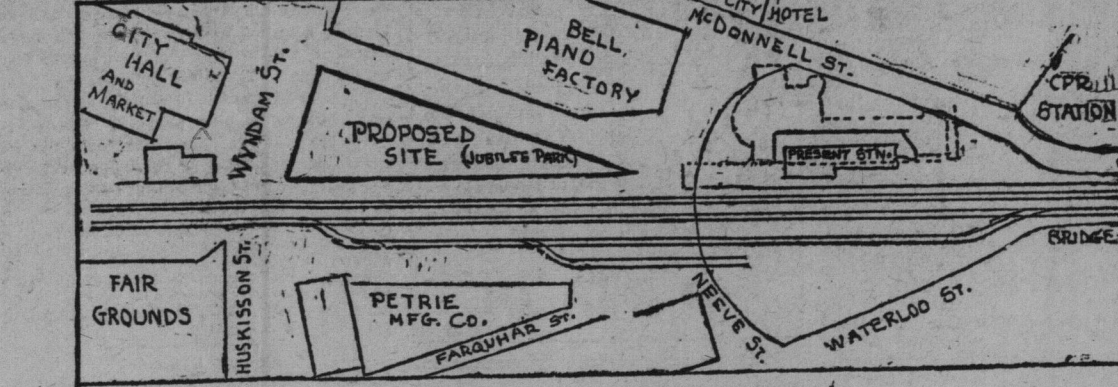 CITY HOTEL
McDONNELL ST.
CITY
HALL
AND
MARKET
WYNDAM ST.
BELL
PIANO
FACTORY
CPR
STATION
PROPOSED
SITE (JUBILEE PARK)
PRESENT STN.
BRIDGE
FAIR
GROUNDS
HUSKISSON ST.
PETRIE
MFG. CO.
FARQUHAR ST.
NEEVE ST.
WATERLOO ST.